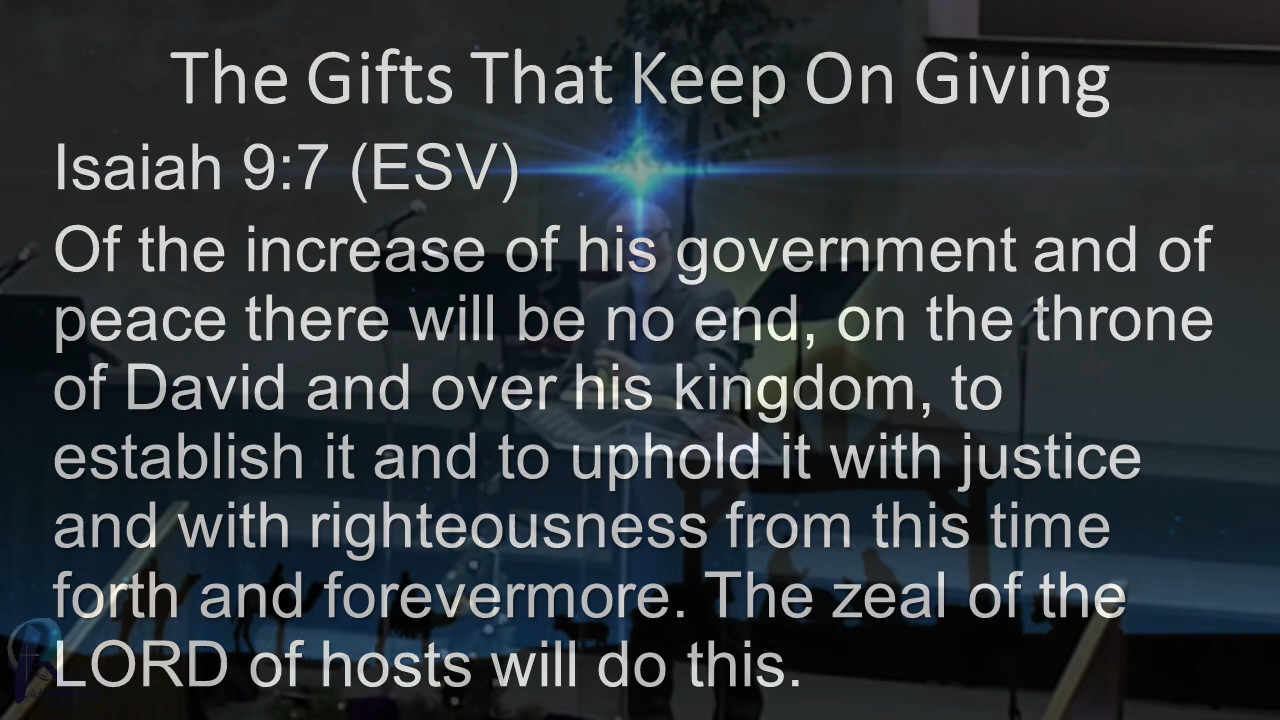 The Gifts That Keep On Giving
Isaiah 9:7 (ESV)
Of the increase of his government and of
peace there will be no end, on the throne
of David and over his kingdom, to
establish it and to uphold it with justice
and with righteousness from this time
forth and forevermore. The zeal of the
LORD of hosts will do this.